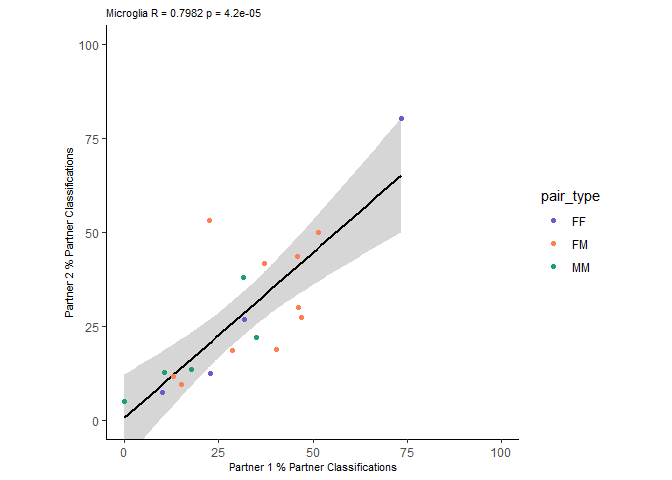 Microglia R = 0.7982 p = 4.2e-05
100
75
50
25
0
Partner 2 % Partner Classifications
0 25 50 75 100
Partner 1 % Partner Classifications
pair_type
FF
FM
MM